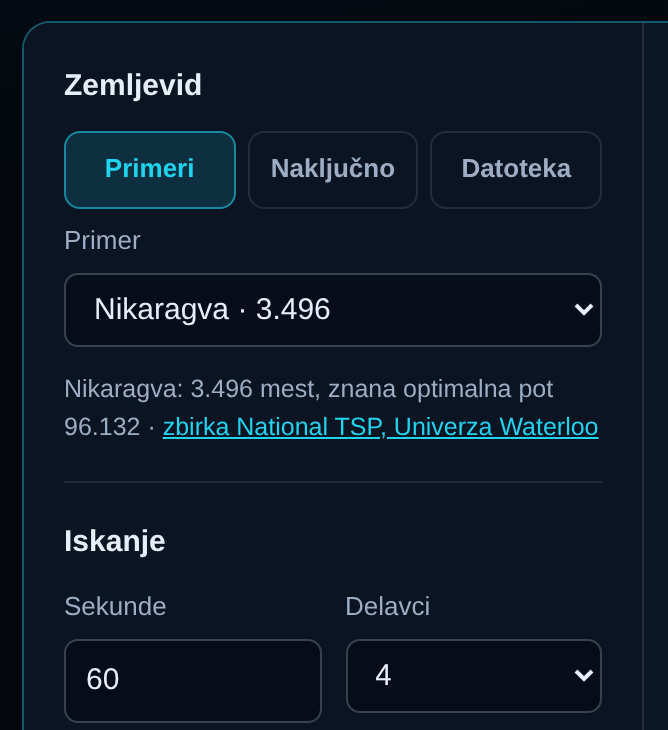 Zemljevid
Primeri Naključno Datoteka
Primer
Nikaragva · 3.496
Nikaragva: 3.496 mest, znana optimalna pot
96.132 · zbirka National TSP, Univerza Waterloo
Iskanje
Sekunde Delavci
60 4